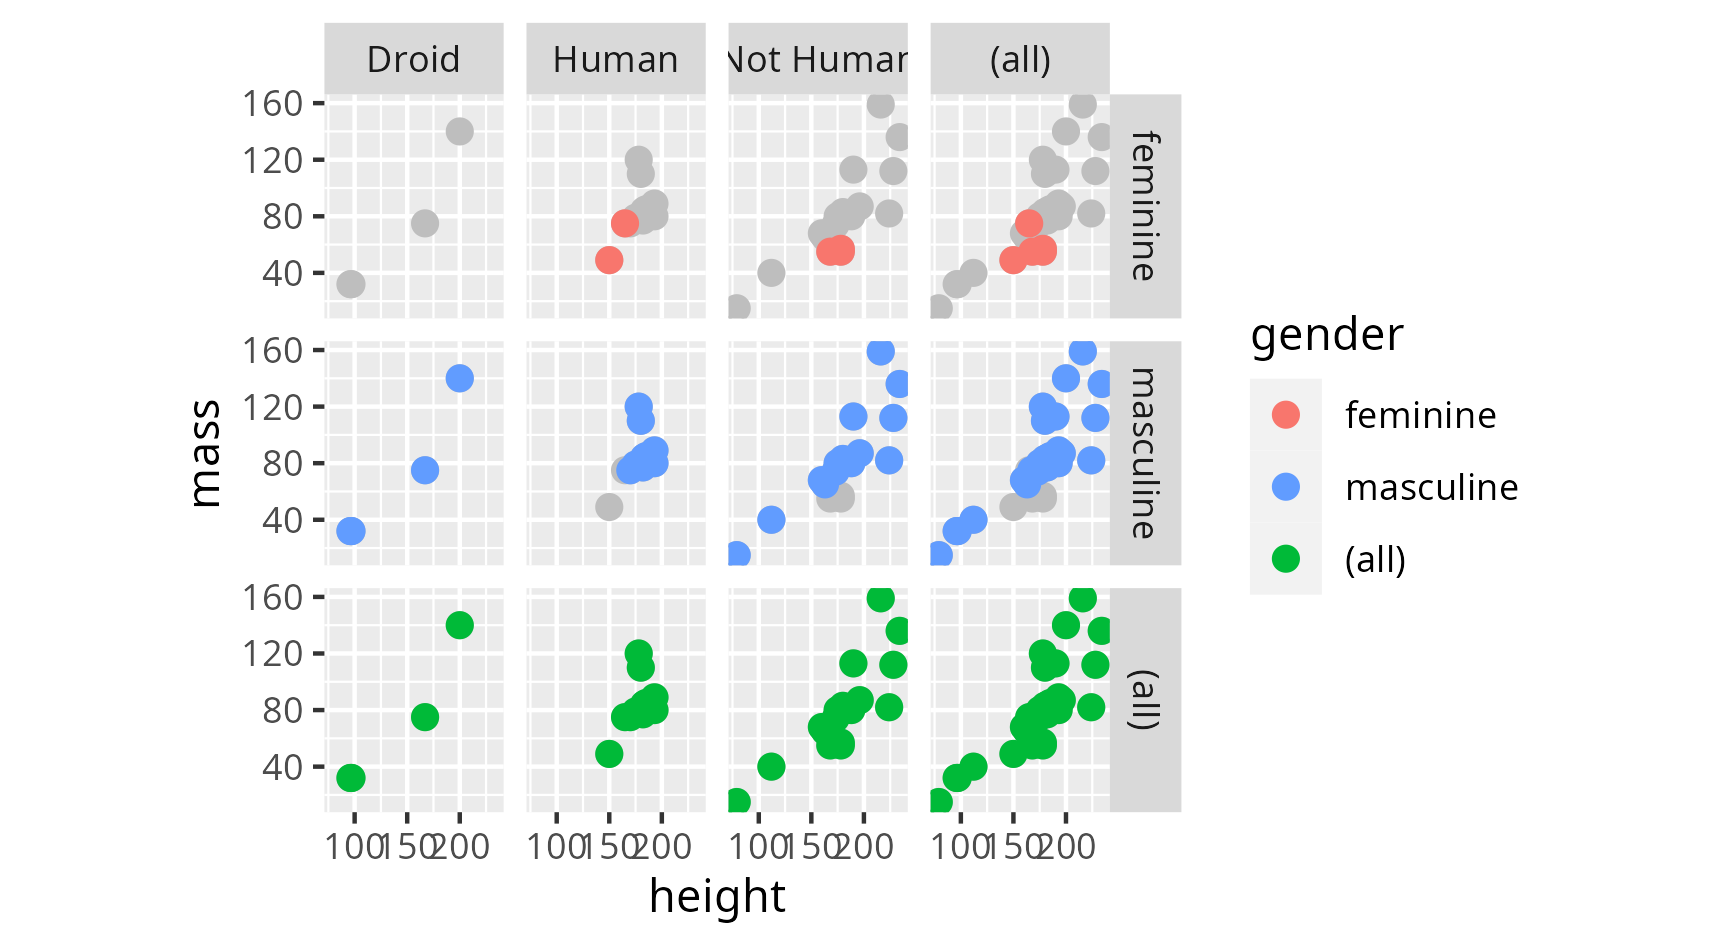 Droid Human Not Human (all)
160
120
80
40
feminine
160
120
80
40
masculine
160
120
80
40
(all)
100 150 200 100 150 200 100 150 200 100 150 200
height
mass
gender
feminine
masculine
(all)